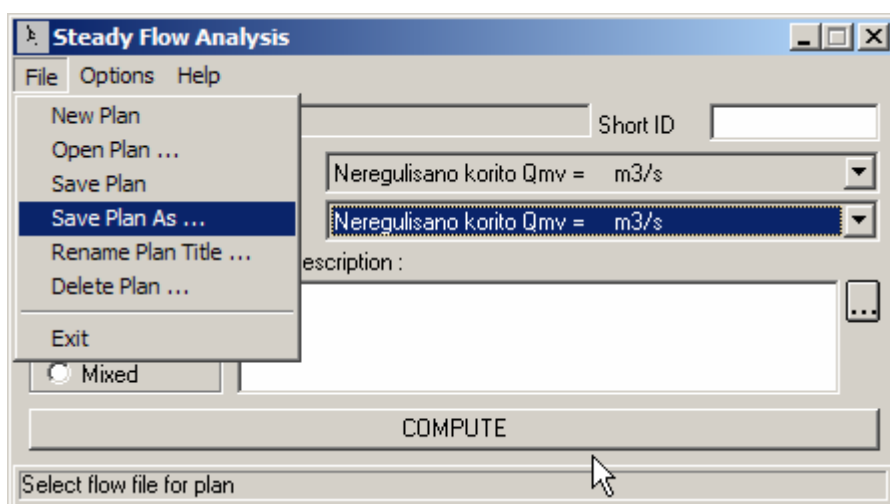 Steady Flow Analysis
File Options Help
New Plan
Open Plan ...
Save Plan
Save Plan As ...
Rename Plan Title ...
Delete Plan ...
Exit
Short ID
Neregulisano korito Qmv = m3/s
Neregulisano korito Qmv = m3/s
escription :
...
Mixed
COMPUTE
Select flow file for plan